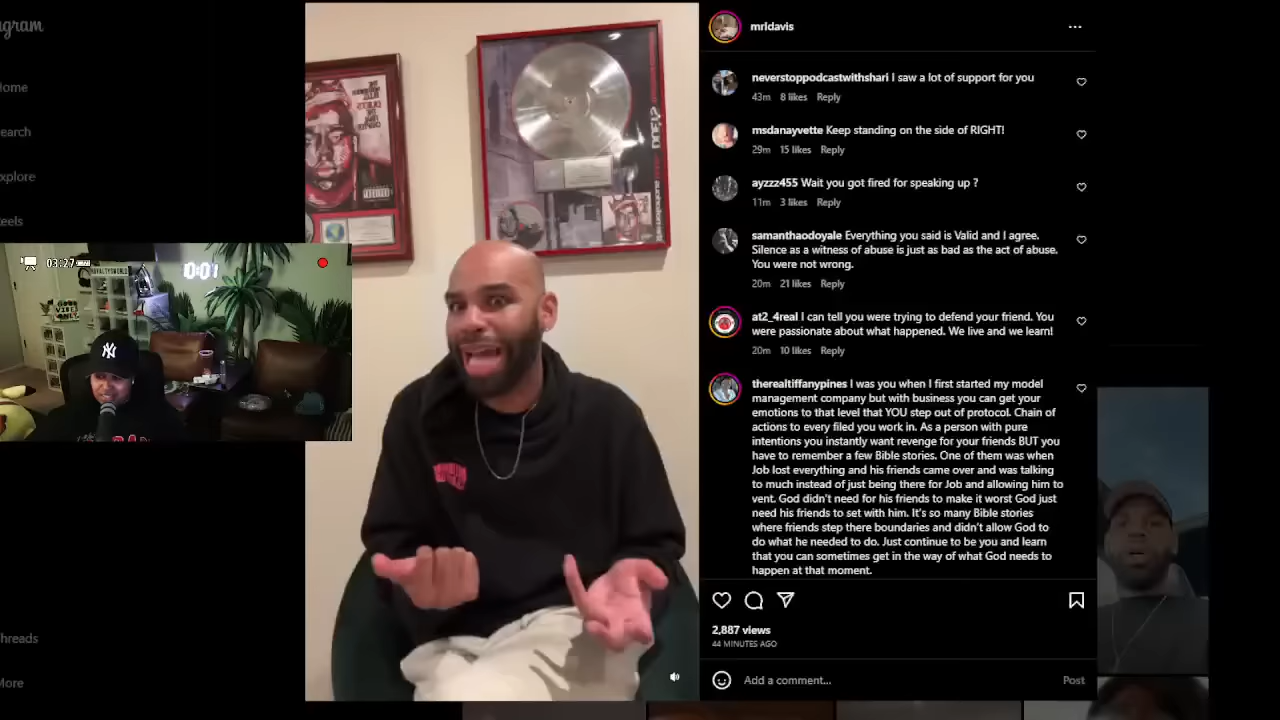 gram
ome
earch
xplore
eels
hreads
ore
03:27
ROYALTYSWORLD
10:01
GOOD
VIBES
ONLY
mrldavis
neverstoppodcastwithshari I saw a lot of support for you
43m 8 likes Reply
msdanayvette Keep standing on the side of RIGHT!
29m 15 likes Reply
ayzzz455 Wait you got fired for speaking up ?
11m 3 likes Reply
samanthaodoyale Everything you said is Valid and I agree.
Silence as a witness of abuse is just as bad as the act of abuse.
You were not wrong.
20m 21 likes Reply
at2_4real I can tell you were trying to defend your friend. You
were passionate about what happened. We live and we learn!
20m 10 likes Reply
therealtiffanypines I was you when I first started my model
management company but with business you can get your
emotions to that level that YOU step out of protocol. Chain of
actions to every filed you work in. As a person with pure
intentions you instantly want revenge for your friends BUT you
have to remember a few Bible stories. One of them was when
Job lost everything and his friends came over and was talking
to much instead of just being there for Job and allowing him to
vent. God didn't need for his friends to make it worst God just
need his friends to set with him. It's so many Bible stories
where friends step there boundaries and didn't allow God to
do what he needed to do. Just continue to be you and learn
that you can sometimes get in the way of what God needs to
happen at that moment.
2,887 views
44 MINUTES AGO
Add a comment...
Post